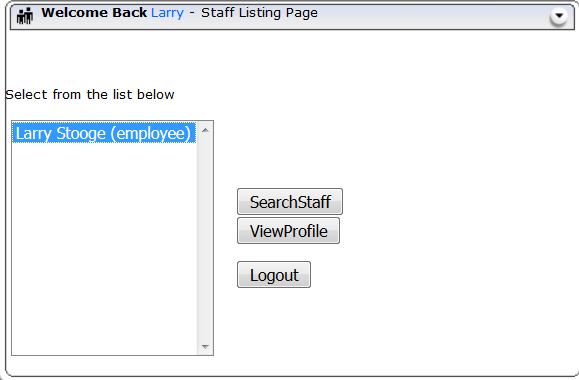 Welcome Back Larry - Staff Listing Page
Select from the list below
Larry Stooge (employee)
SearchStaff
ViewProfile
Logout